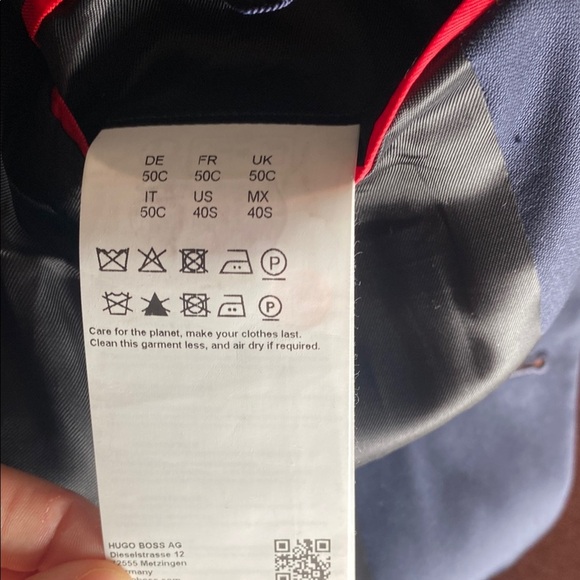 DE FR UK
50C 50C 50C
IT US MX
50C 40S 40S
P
P
Care for the planet, make your clothes last.
Clean this garment less, and air dry if required.
HUGO BOSS AG
Dieselstrasse 12
Metzingen